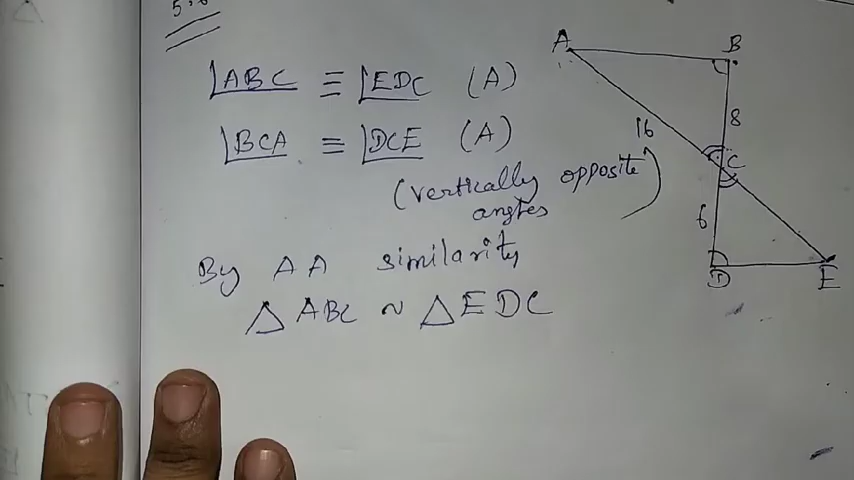 ∠ABC ≡ ∠EDC (A)
∠BCA ≡ ∠DCE (A)
(vertically opposite
angles)
By AA similarity
△ABC ~ △EDC
A
B
8
16
C
6
D
E